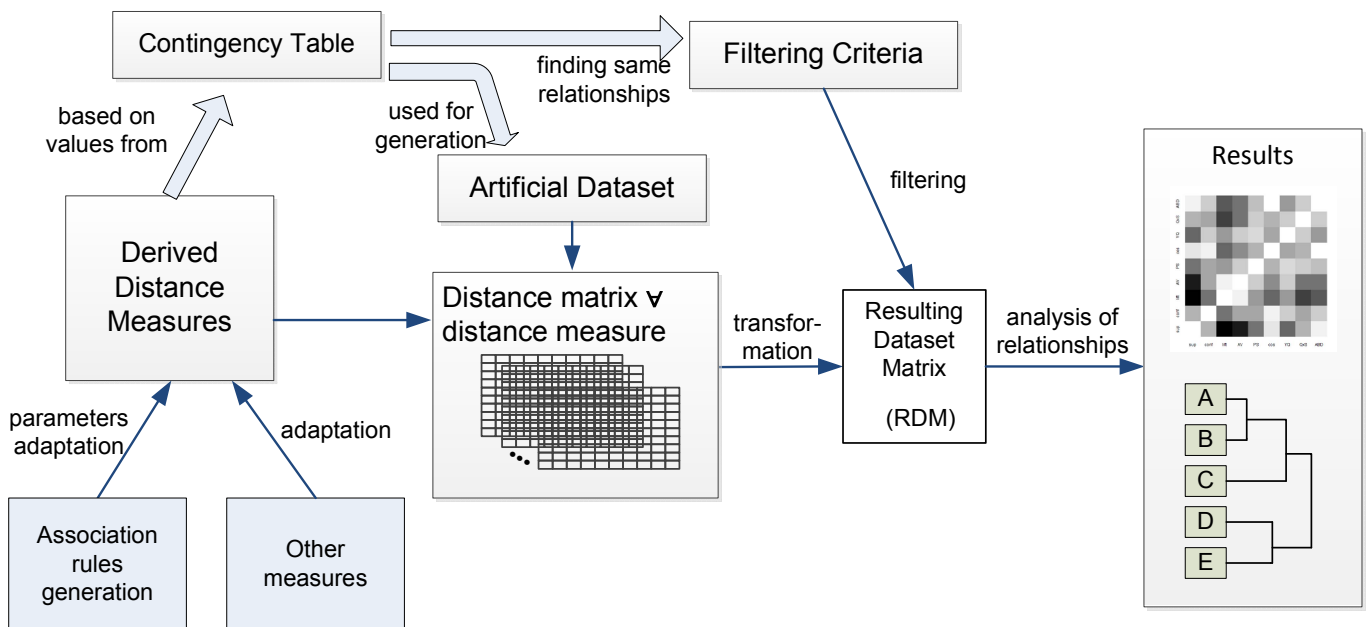 Contingency Table
finding same
relationships
Filtering Criteria
based on
values from
used for
generation
Artificial Dataset
filtering
Derived
Distance
Measures
Distance matrix ∀
distance measure
transfor-
mation
Resulting
Dataset
Matrix
(RDM)
analysis of
relationships
Results
A
B
C
D
E
parameters
adaptation
adaptation
Association
rules
generation
Other
measures